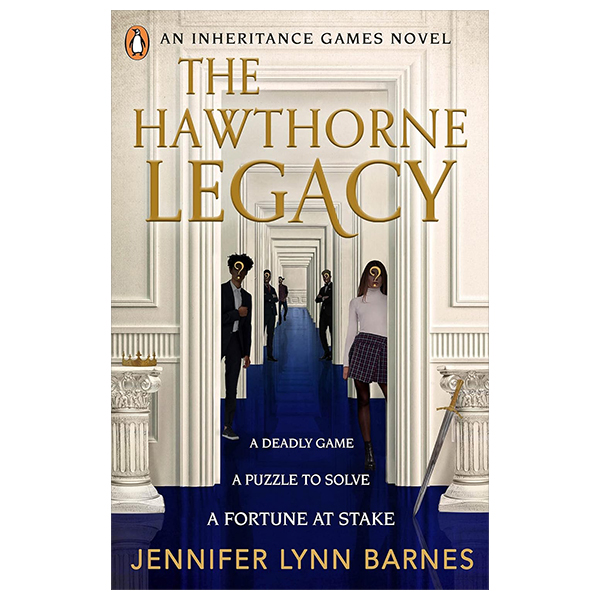 AN INHERITANCE GAMES NOVEL
THE
HAWTHORNE
LEGACY
?
?
?
?
?
A DEADLY GAME
A PUZZLE TO SOLVE
A FORTUNE AT STAKE
JENNIFER LYNN BARNES